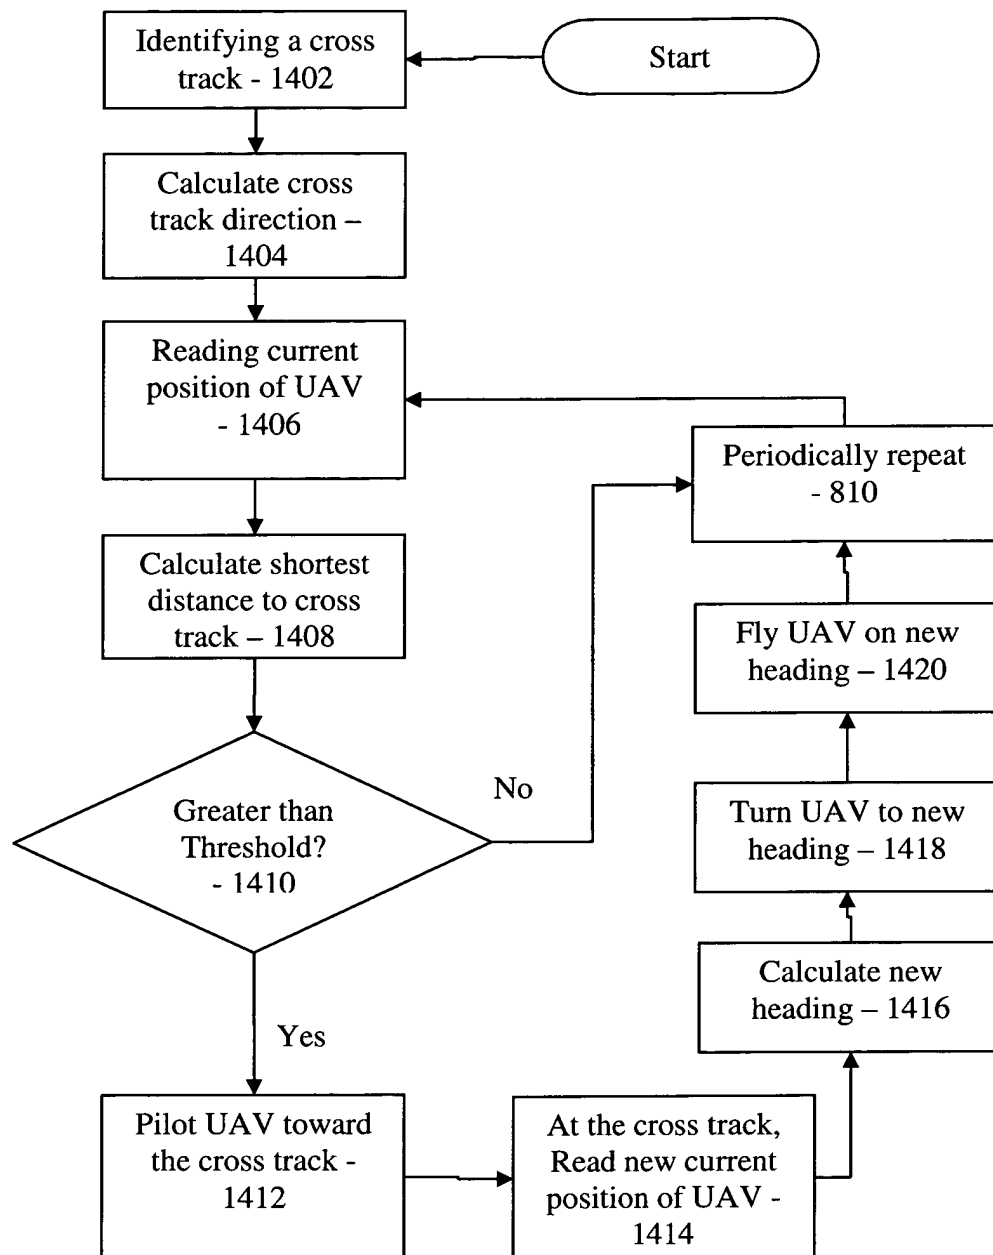 Start
Identifying a cross
track - 1402
Calculate cross
track direction –
1404
Reading current
position of UAV
- 1406
Calculate shortest
distance to cross
track – 1408
Greater than
Threshold?
- 1410
No
Yes
Pilot UAV toward
the cross track -
1412
At the cross track,
Read new current
position of UAV -
1414
Calculate new
heading – 1416
Turn UAV to new
heading – 1418
Fly UAV on new
heading – 1420
Periodically repeat
- 810